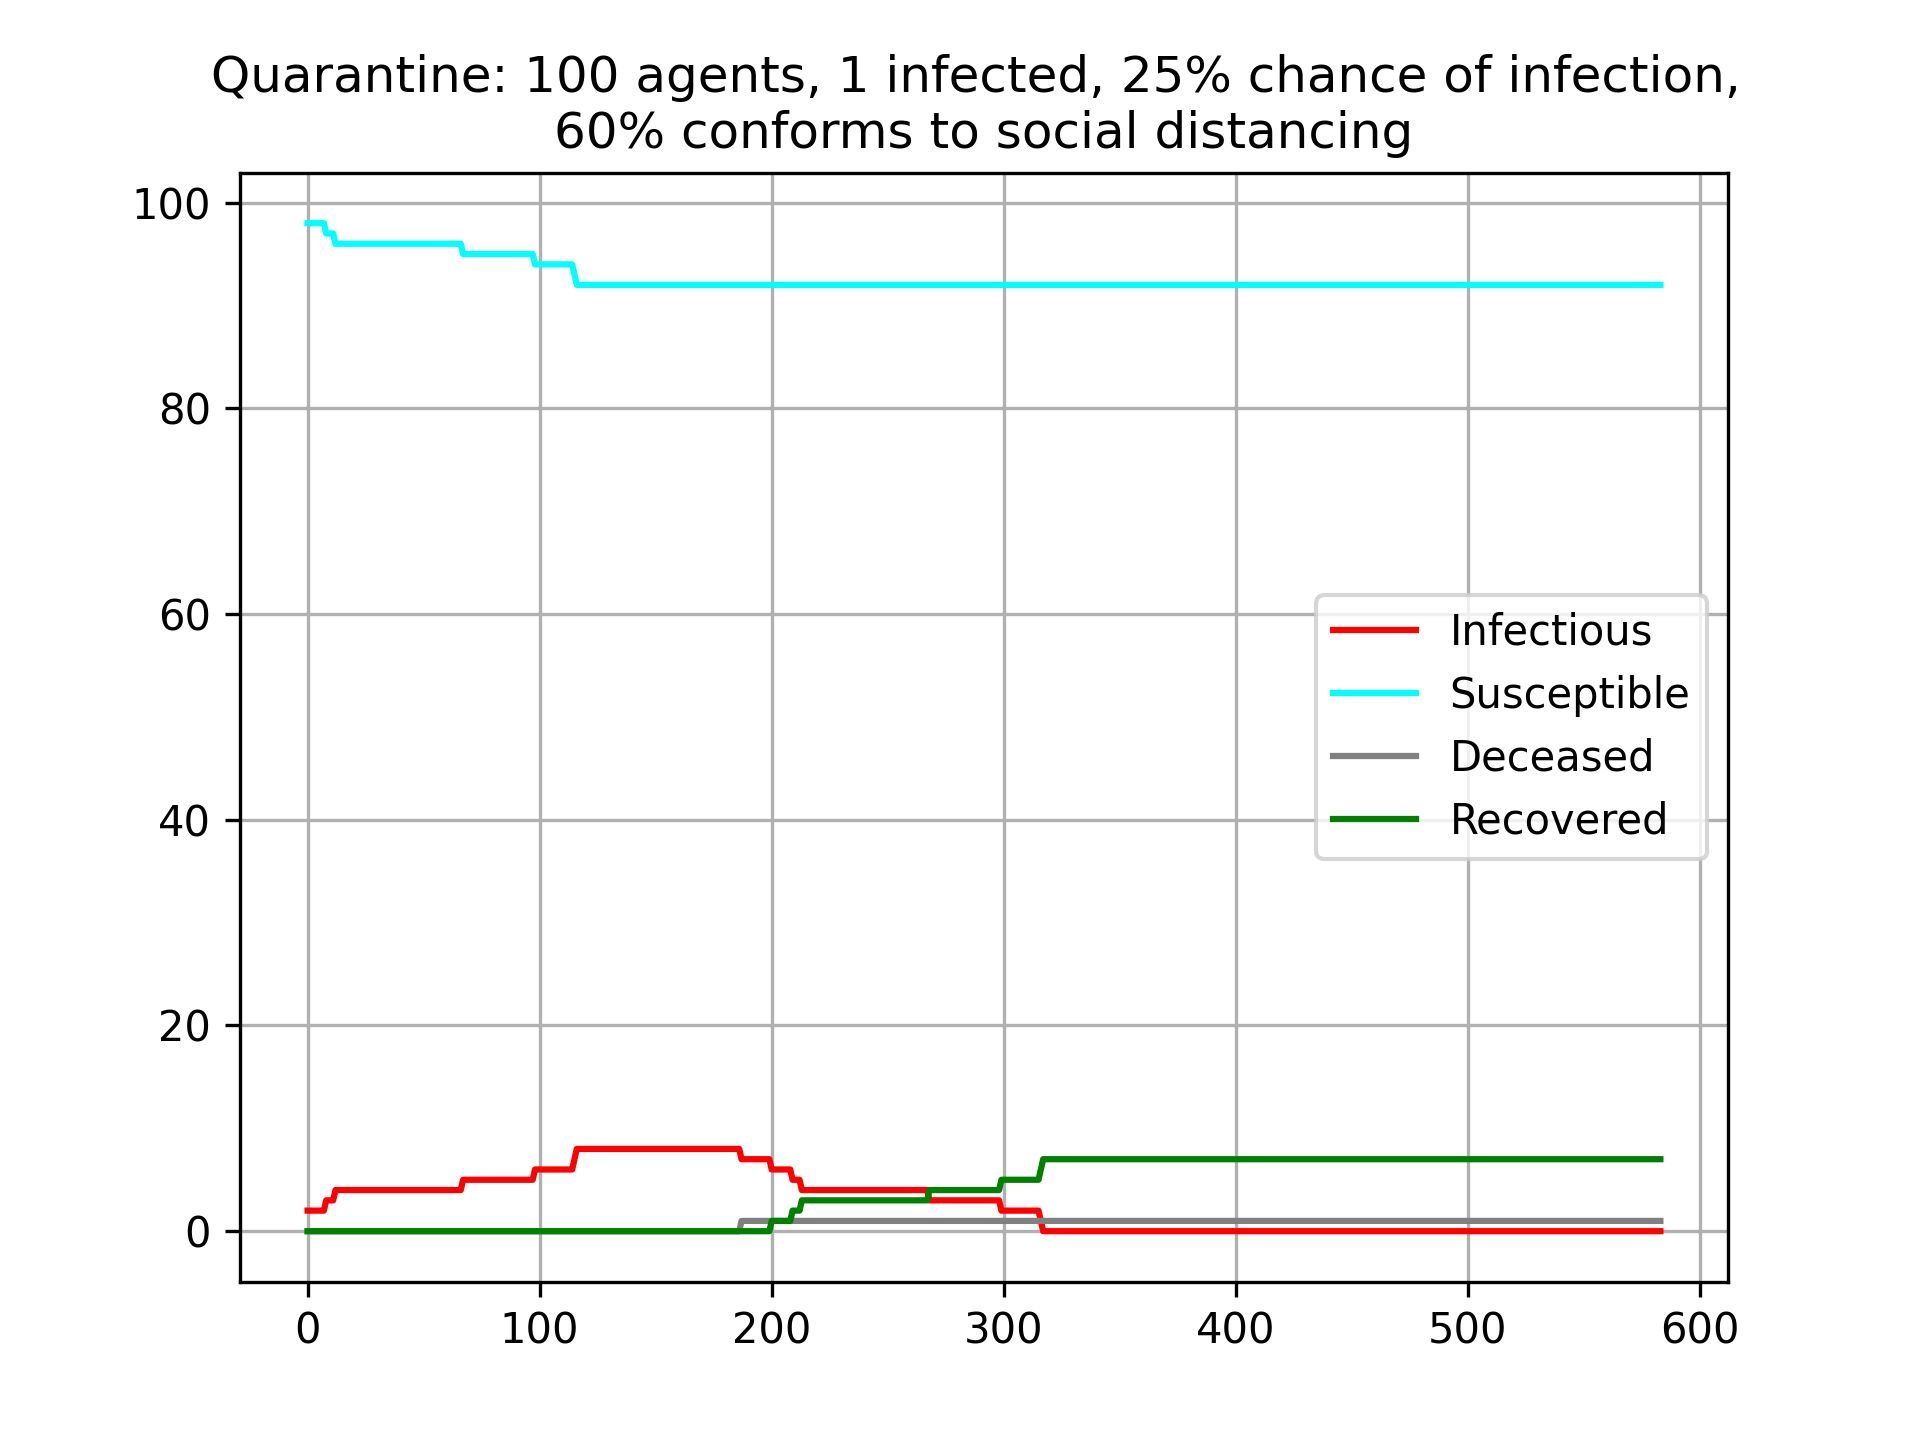 Quarantine: 100 agents, 1 infected, 25% chance of infection,
60% conforms to social distancing
100
80
60
40
20
0
Infectious
Susceptible
Deceased
Recovered
0 100 200 300 400 500 600